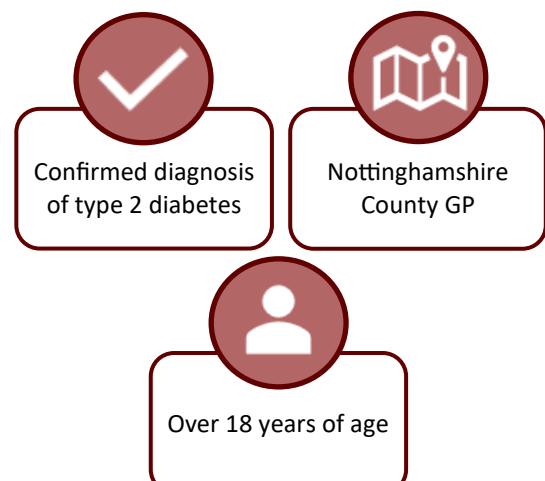 Confirmed diagnosis
of type 2 diabetes
Nottinghamshire
County GP
Over 18 years of age